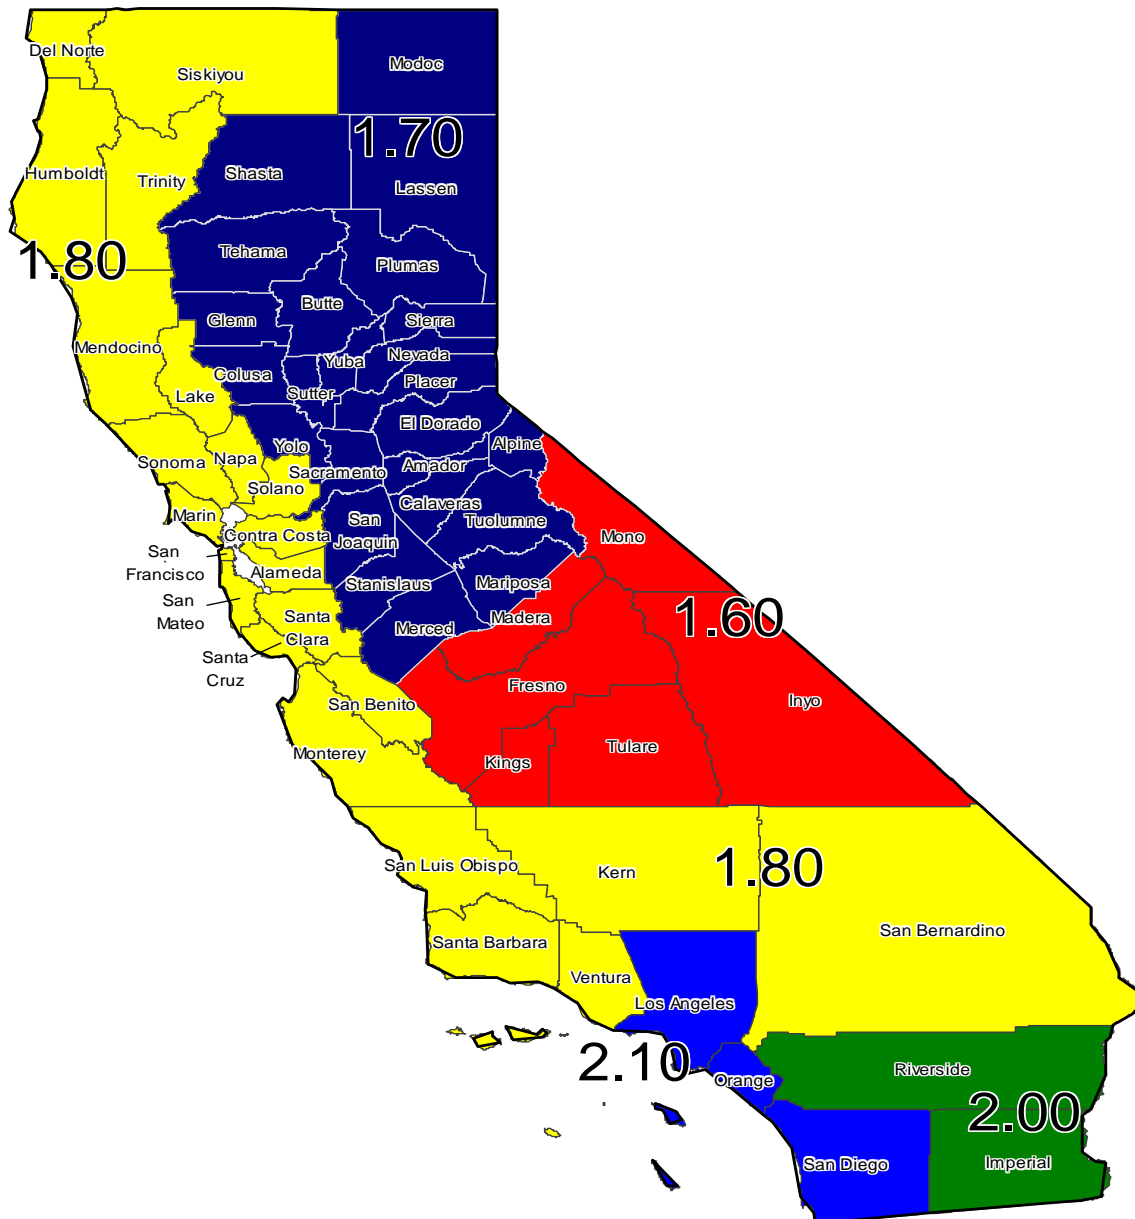 Del Norte
Siskiyou
Modoc
1.70
Humboldt
Trinity
Shasta
Lassen
1.80
Tehama
Plumas
Butte
Glenn
Sierra
Mendocino
Yuba
Nevada
Colusa
Placer
Lake
Sutter
El Dorado
Yolo
Alpine
Sonoma
Napa
Sacramento
Amador
Solano
Calaveras
Marin
San
Joaquin
Tuolumne
Contra Costa
Mono
San
Francisco
Alameda
Stanislaus
Mariposa
San
Mateo
Santa
Clara
Merced
Madera
1.60
Santa
Cruz
Fresno
Inyo
San Benito
Monterey
Kings
Tulare
San Luis Obispo
Kern
1.80
San Bernardino
Santa Barbara
Ventura
Los Angeles
2.10
Orange
Riverside
2.00
San Diego
Imperial